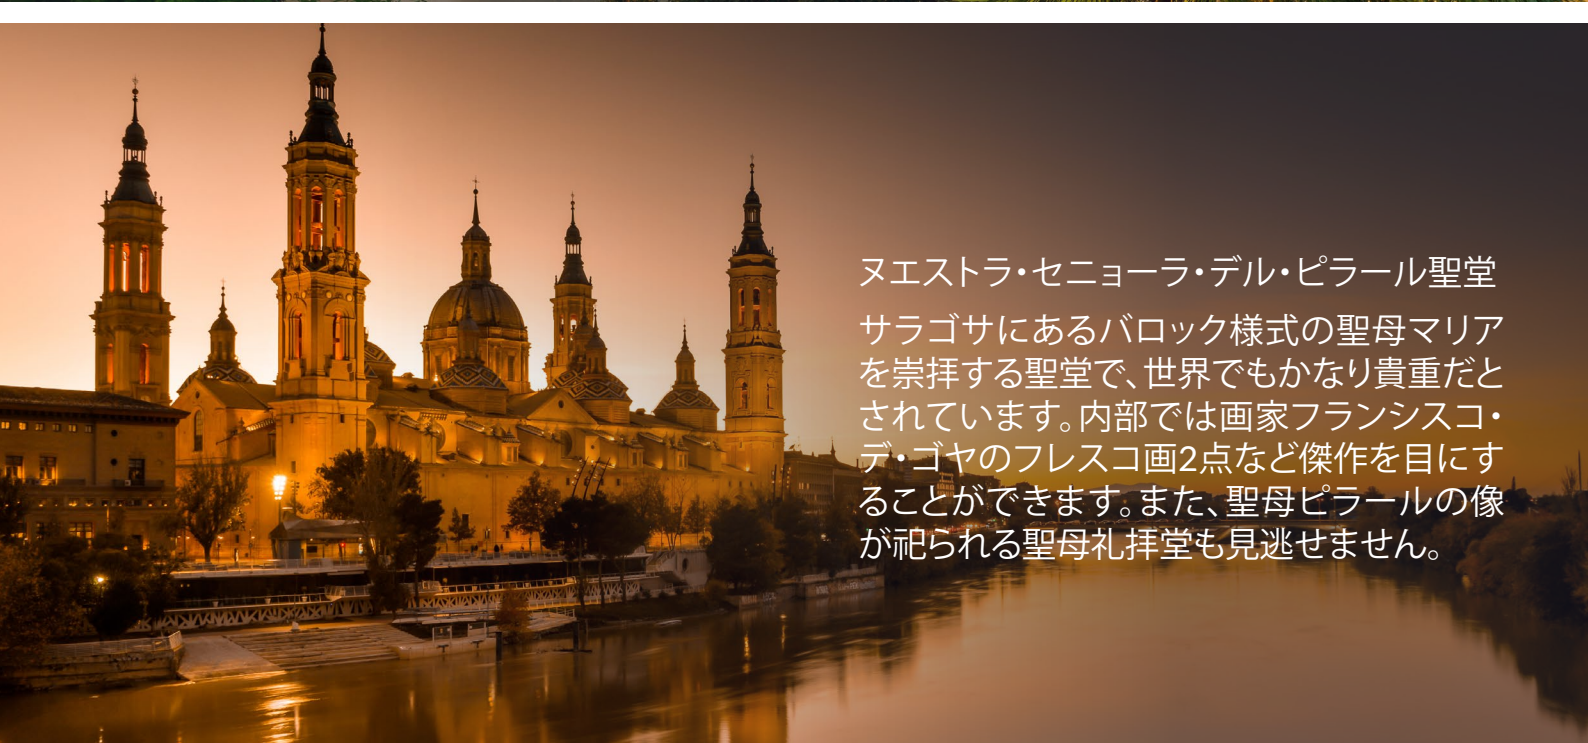 ヌエストラ・セニョーラ・デル・ピラール聖堂
サラゴサにあるバロック様式の聖母マリア
を崇拝する聖堂で、世界でもかなり貴重だと
されています。内部では画家フランシスコ・
デ・ゴヤのフレスコ画2点など傑作を目にす
ることができます。また、聖母ピラールの像
が祀られる聖母礼拝堂も見逃せません。